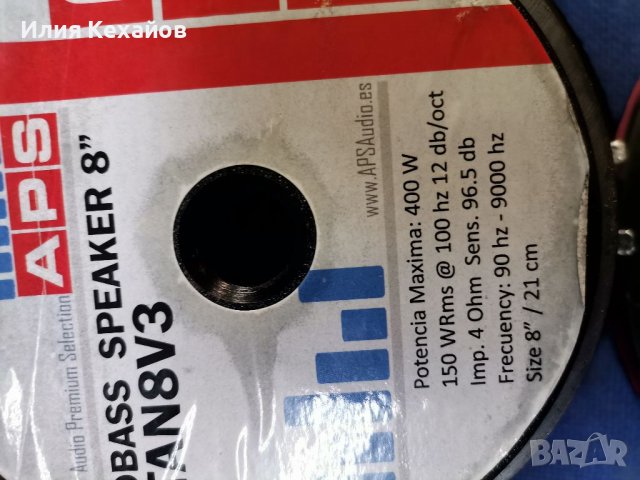 Илия Кехайов
APS
Audio Premium Selection
SPEAKER 8”
www.APSAudio.es
Potencia Maxima: 400 W
150 WRms @ 100 hz 12 db/oct
Imp. 4 Ohm Sens. 96.5 db
Frecuency: 90 hz - 9000 hz
Size 8” / 21 cm
BAZAR